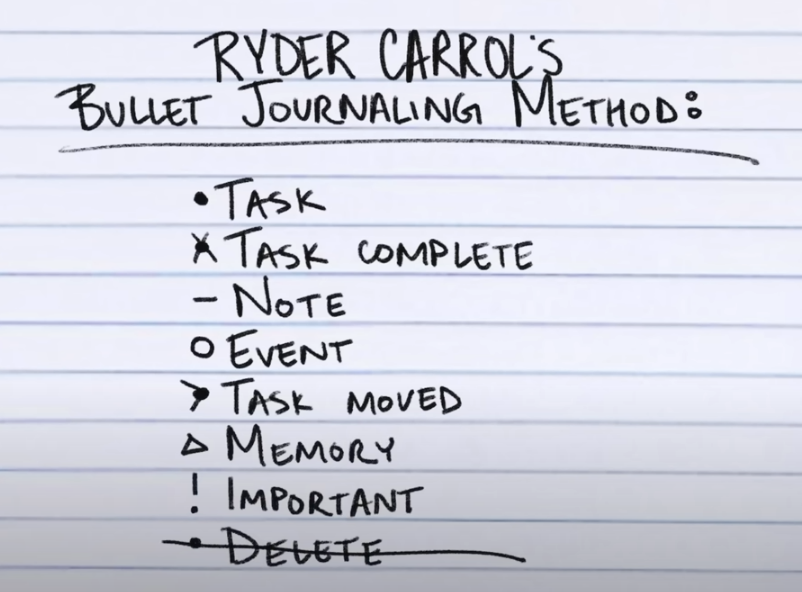 RYDER CARROL'S
BULLET JOURNALING METHOD:
• TASK
X TASK COMPLETE
– NOTE
O EVENT
> TASK MOVED
△ MEMORY
! IMPORTANT
• DELETE